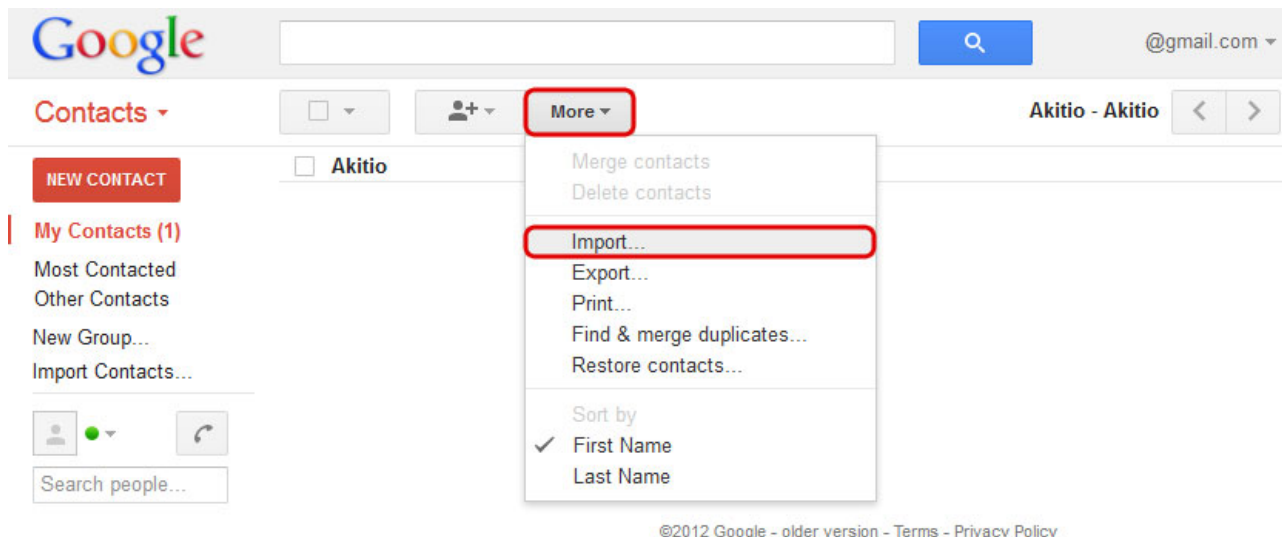 Google
@gmail.com
Contacts
More
Akitio - Akitio
NEW CONTACT
Akitio
My Contacts (1)
Most Contacted
Other Contacts
New Group...
Import Contacts...
Search people...
Merge contacts
Delete contacts
Import...
Export...
Print...
Find & merge duplicates...
Restore contacts...
Sort by
First Name
Last Name
©2012 Google - older version - Terms - Privacy Policy